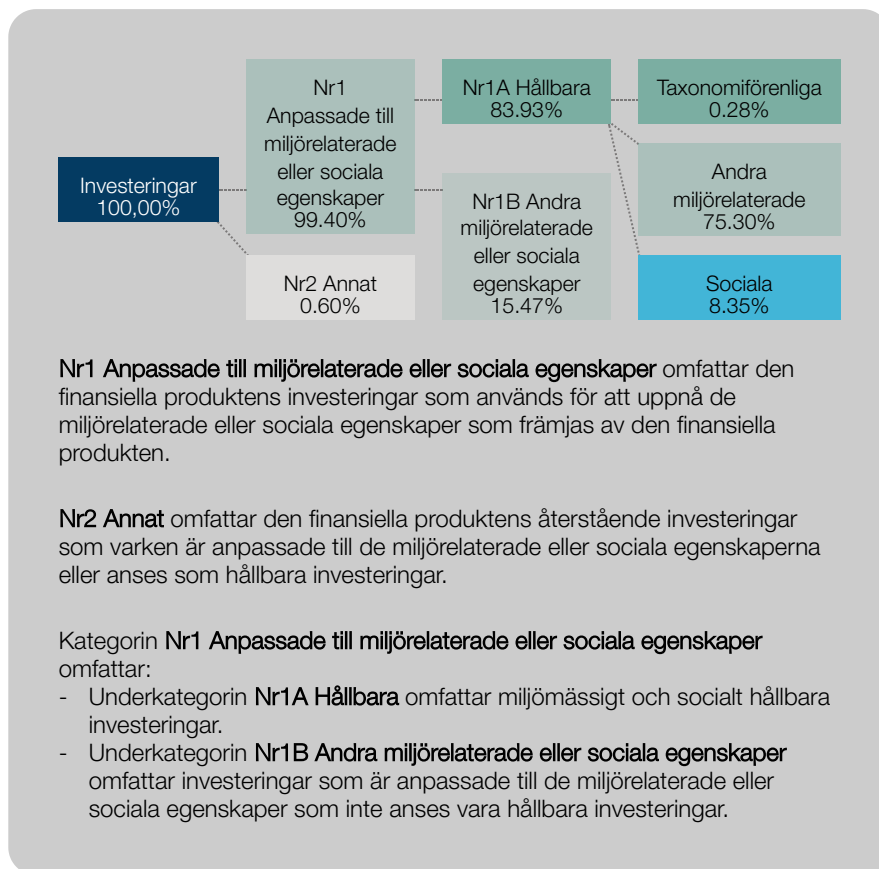 Investeringar
100,00%
Nr1
Anpassade till
miljörelaterade
eller sociala
egenskaper
99.40%
Nr2 Annat
0.60%
Nr1A Hållbara
83.93%
Nr1B Andra
miljörelaterade
eller sociala
egenskaper
15.47%
Taxonomiförenliga
0.28%
Andra
miljörelaterade
75.30%
Sociala
8.35%
Nr1 Anpassade till miljörelaterade eller sociala egenskaper omfattar den
finansiella produktens investeringar som används för att uppnå de
miljörelaterade eller sociala egenskaper som främjas av den finansiella
produkten.
Nr2 Annat omfattar den finansiella produktens återstående investeringar
som varken är anpassade till de miljörelaterade eller sociala egenskaperna
eller anses som hållbara investeringar.
Kategorin Nr1 Anpassade till miljörelaterade eller sociala egenskaper
omfattar:
- Underkategorin Nr1A Hållbara omfattar miljömässigt och socialt hållbara
investeringar.
- Underkategorin Nr1B Andra miljörelaterade eller sociala egenskaper
omfattar investeringar som är anpassade till de miljörelaterade eller
sociala egenskaper som inte anses vara hållbara investeringar.